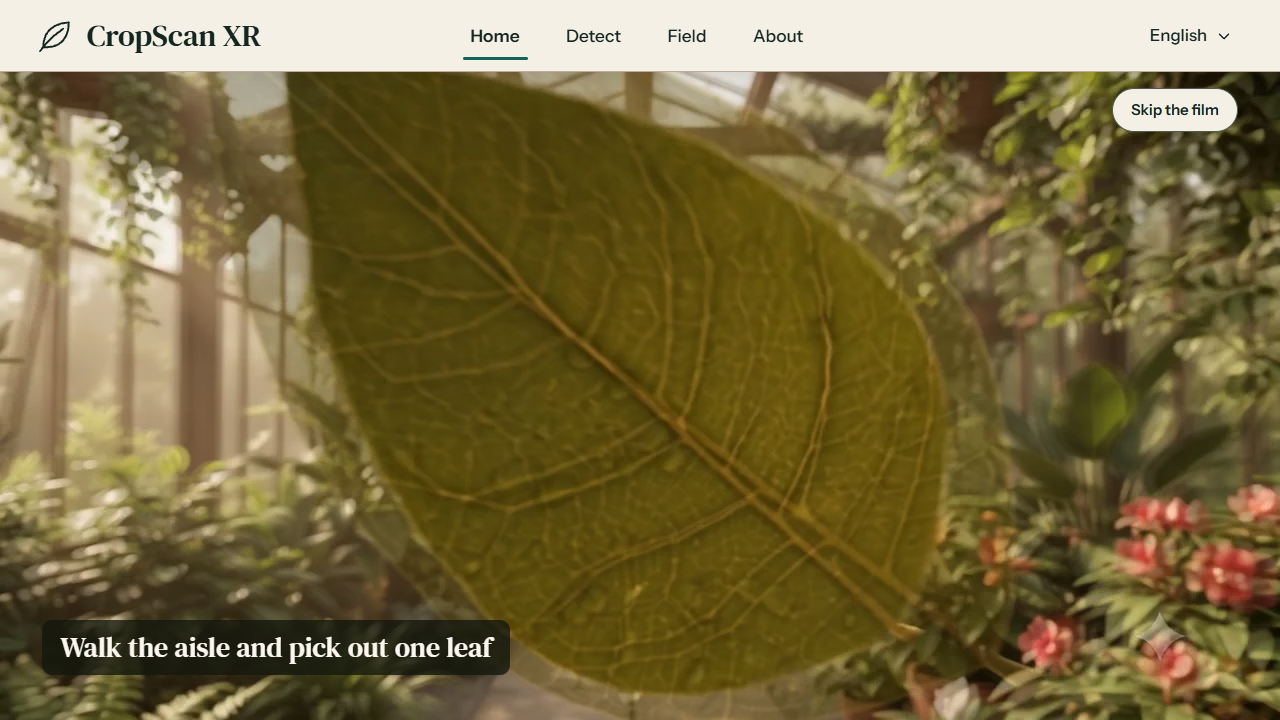 CropScan XR
Home
Detect
Field
About
English
Skip the film
Walk the aisle and pick out one leaf